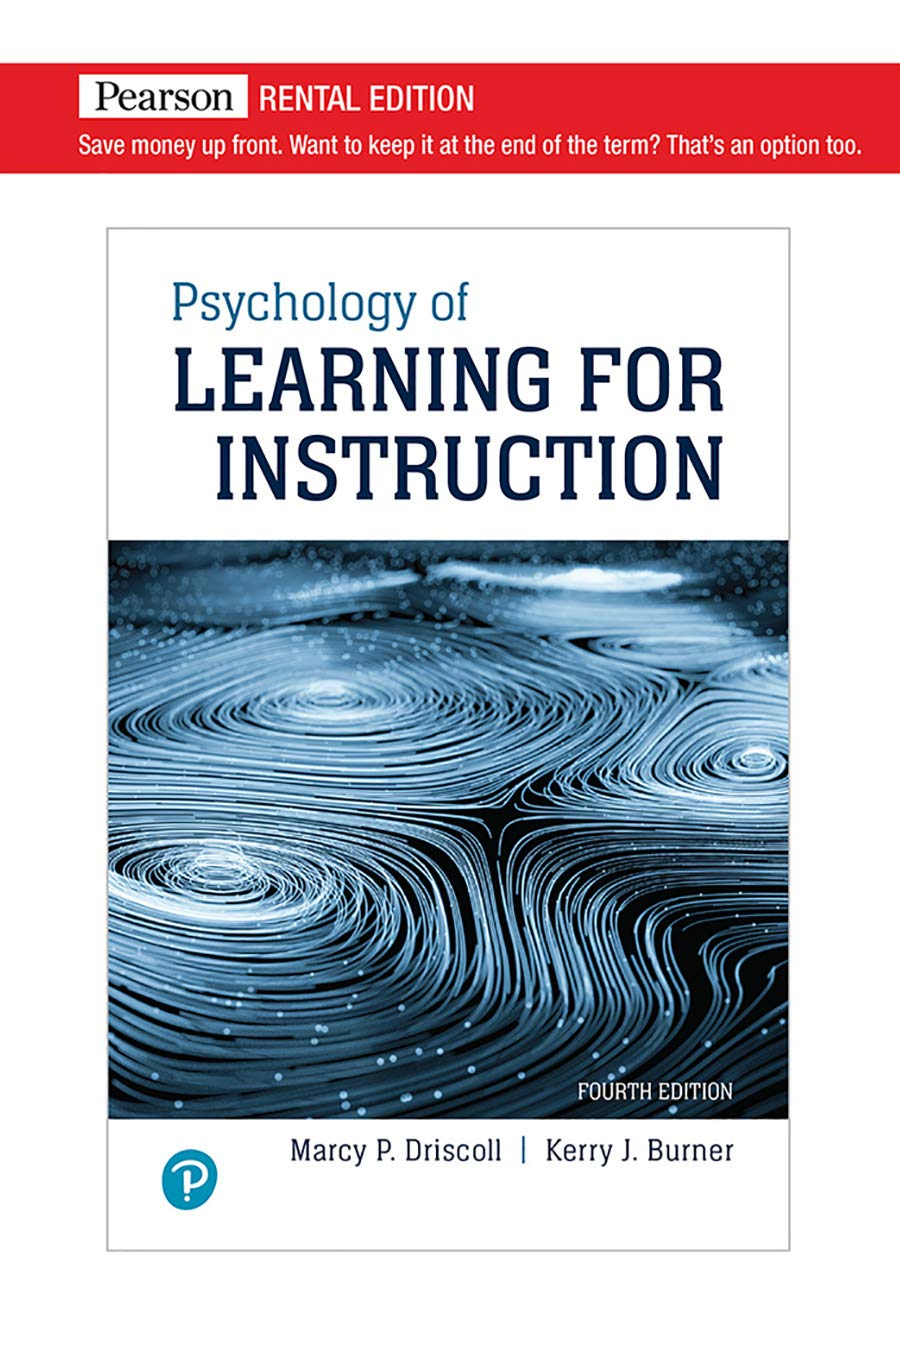 Pearson RENTAL EDITION
Save money up front. Want to keep it at the end of the term? That's an option too.
Psychology of
LEARNING FOR
INSTRUCTION
FOURTH EDITION
Marcy P. Driscoll | Kerry J. Burner
P